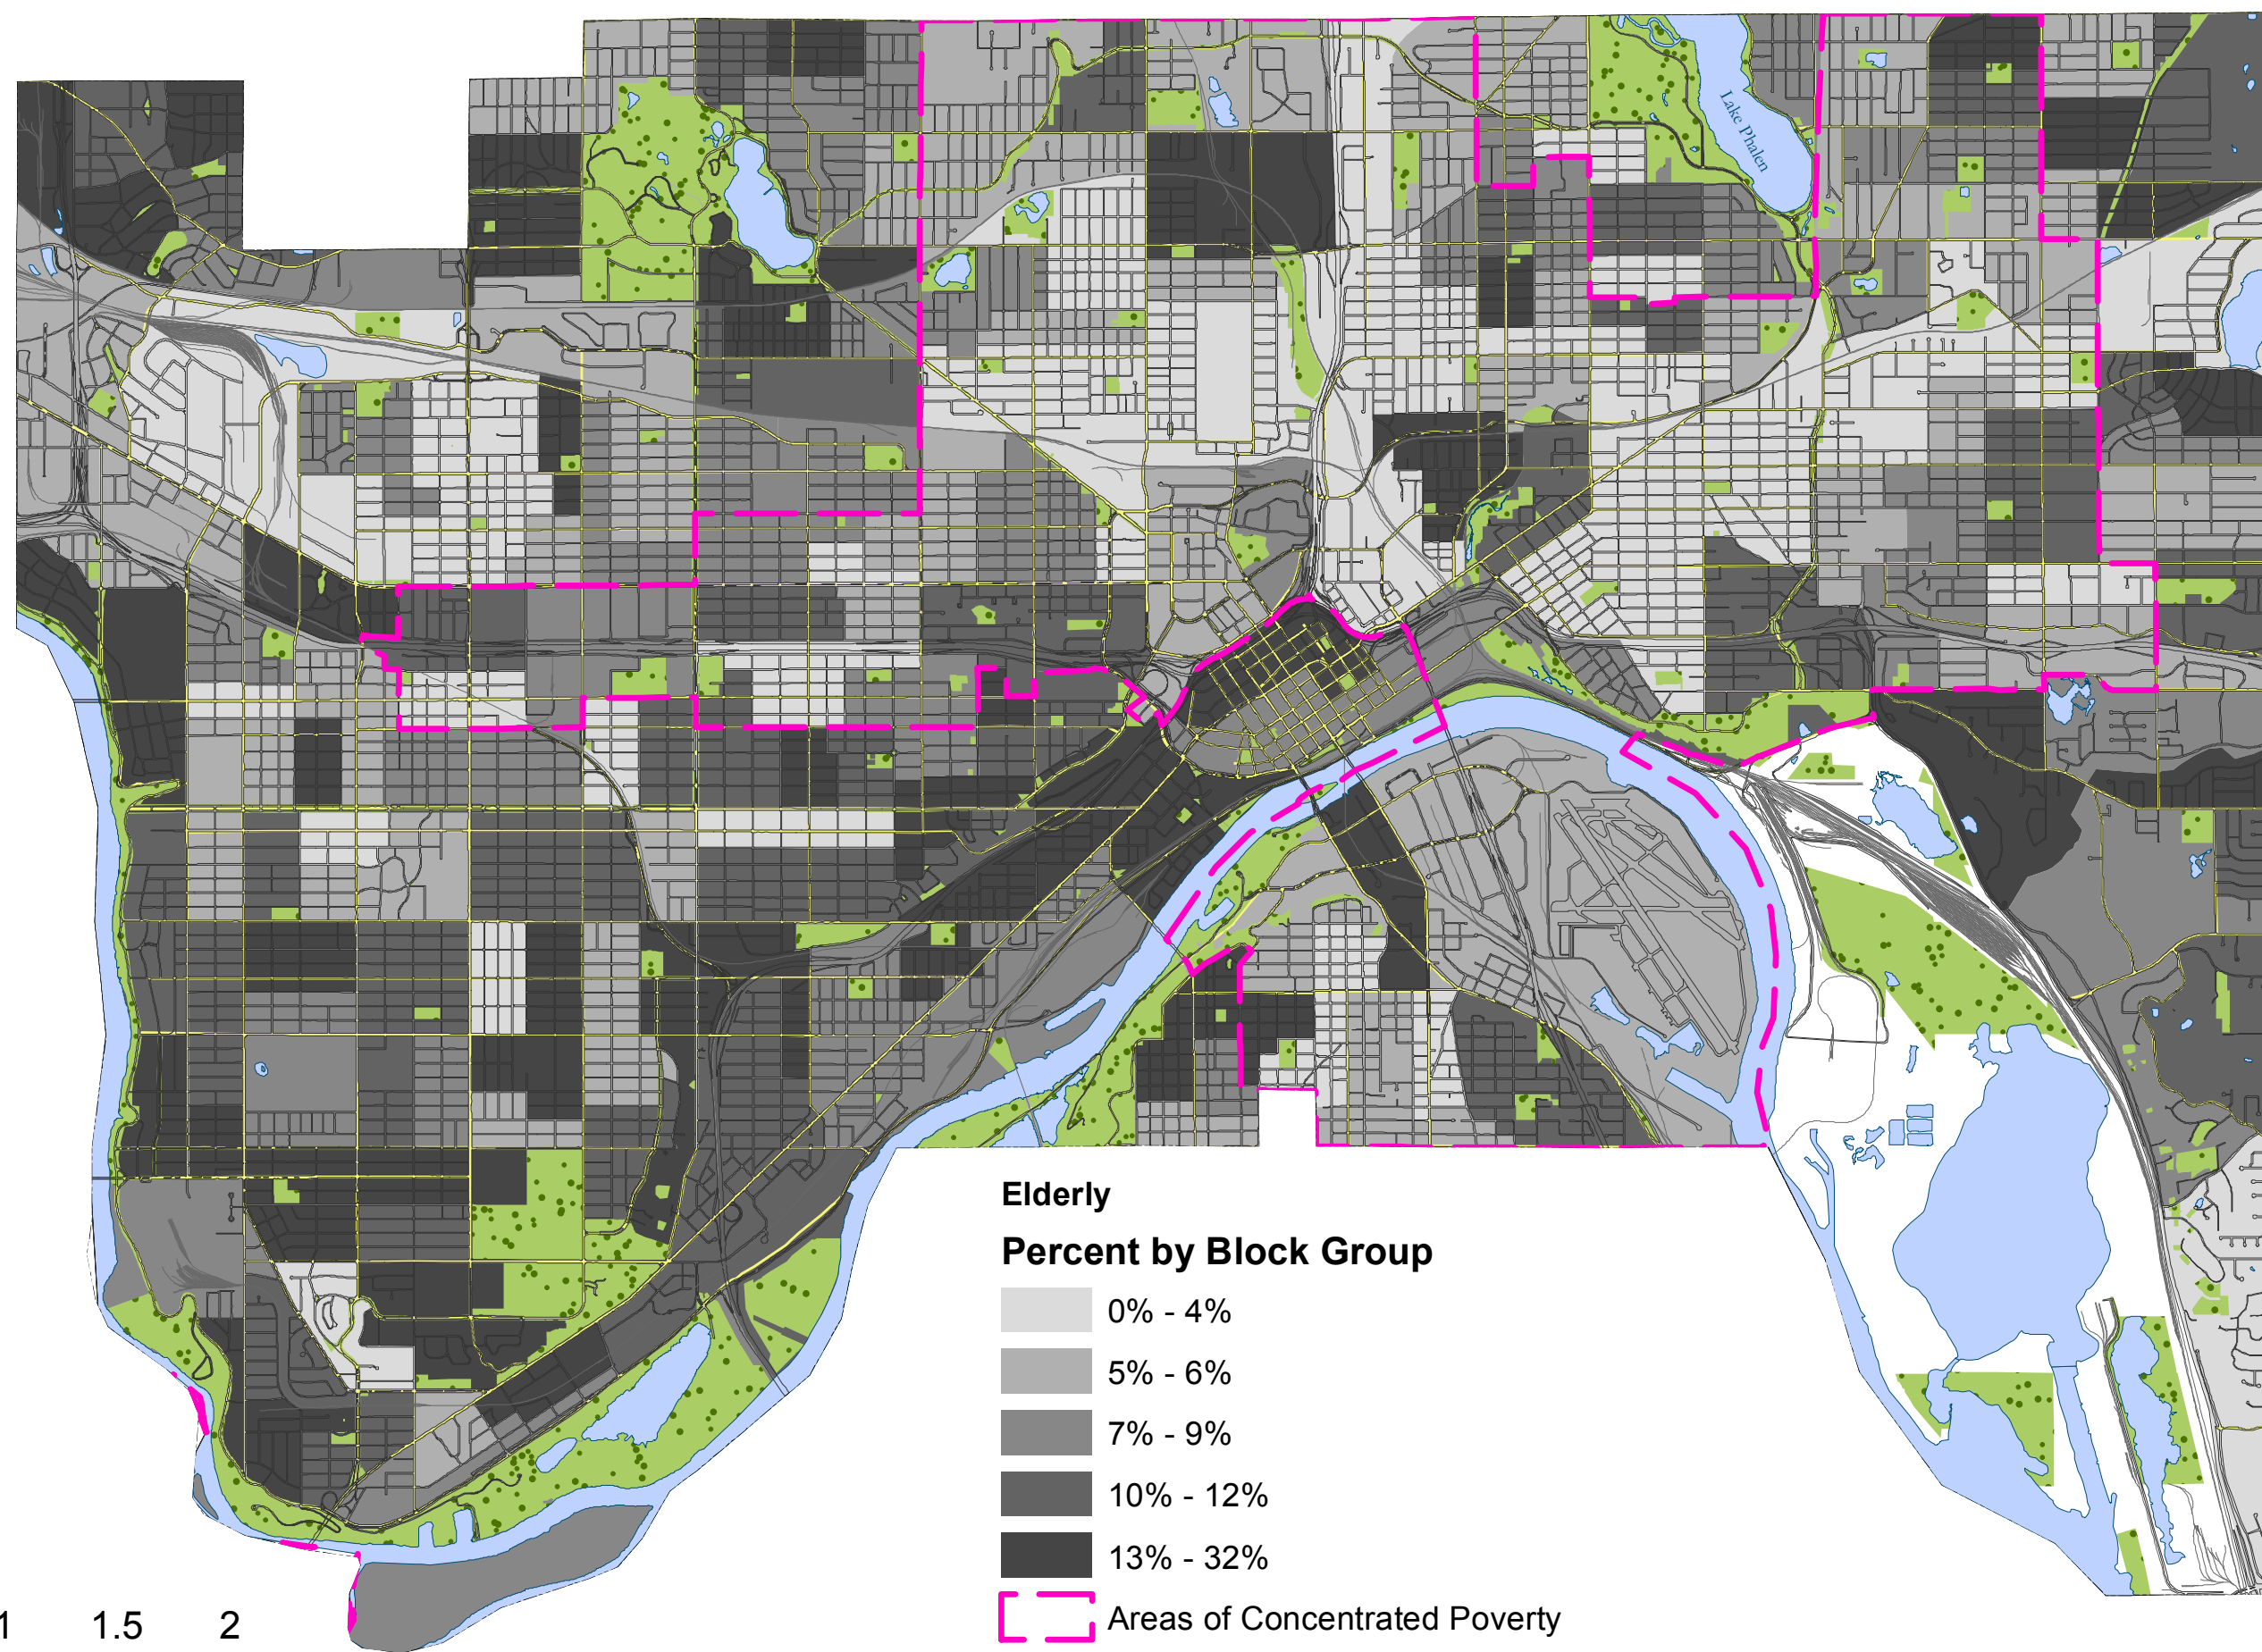 Lake Phalen
Elderly
Percent by Block Group
0% - 4%
5% - 6%
7% - 9%
10% - 12%
13% - 32%
Areas of Concentrated Poverty
1 1.5 2